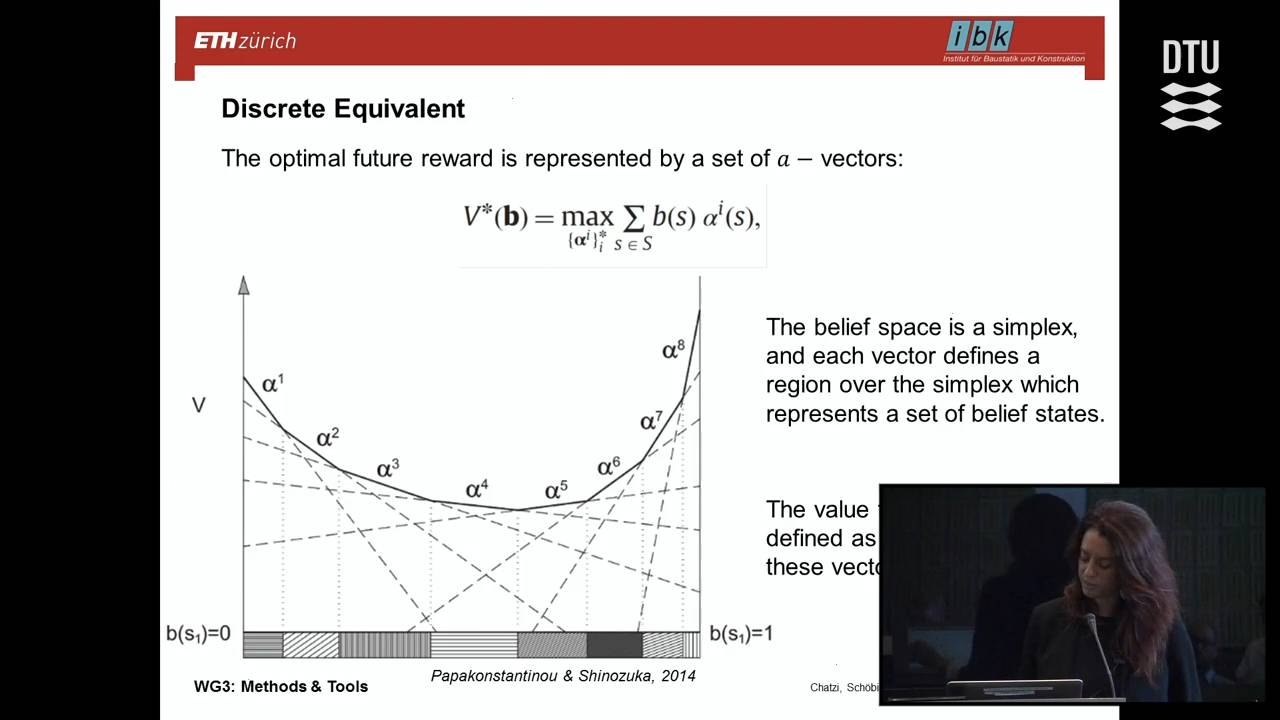 ETH zürich
ibk
Institut für Baustatik und Konstruktion
DTU
Discrete Equivalent
The optimal future reward is represented by a set of a − vectors:
V*(b) = max Σ b(s) αⁱ(s),
{αⁱ}ᵢ* s ∈ S
The belief space is a simplex,
and each vector defines a
region over the simplex which
represents a set of belief states.
V
α¹
α²
α³
α⁴
α⁵
α⁶
α⁷
α⁸
The value
defined as
these
b(s₁)=0
b(s₁)=1
Papakonstantinou & Shinozuka, 2014
WG3: Methods & Tools
Chatzi,